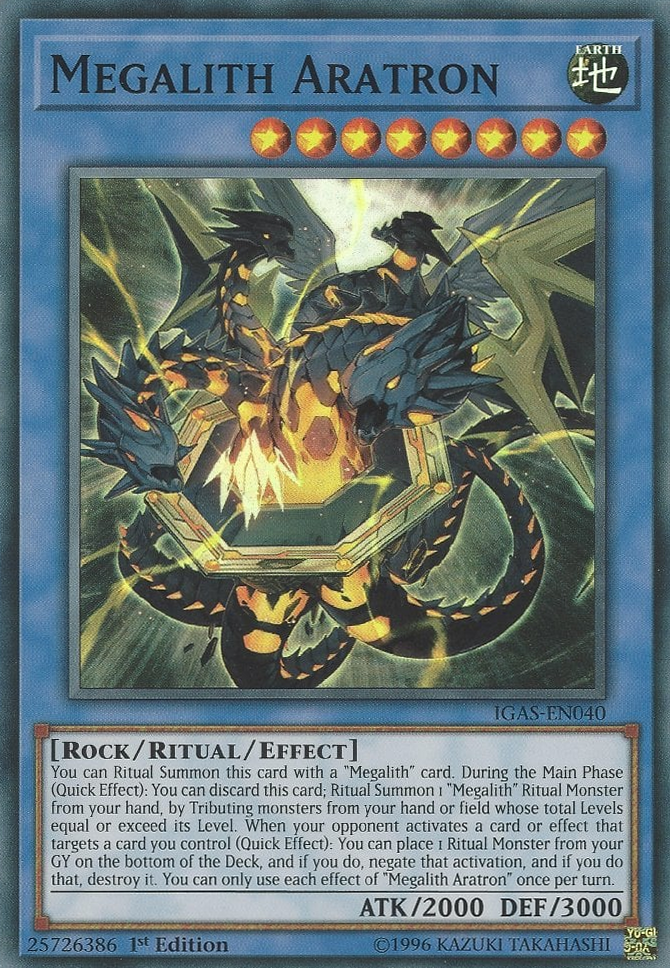 MEGALITH ARATRON
EARTH
地
IGAS-EN040
[ROCK/RITUAL/EFFECT]
You can Ritual Summon this card with a "Megalith" card. During the Main Phase
(Quick Effect): You can discard this card; Ritual Summon 1 "Megalith" Ritual Monster
from your hand, by Tributing monsters from your hand or field whose total Levels
equal or exceed its Level. When your opponent activates a card or effect that
targets a card you control (Quick Effect): You can place 1 Ritual Monster from your
GY on the bottom of the Deck, and if you do, negate that activation, and if you do
that, destroy it. You can only use each effect of "Megalith Aratron" once per turn.
ATK/2000 DEF/3000
25726386 1st Edition ©1996 KAZUKI TAKAHASHI